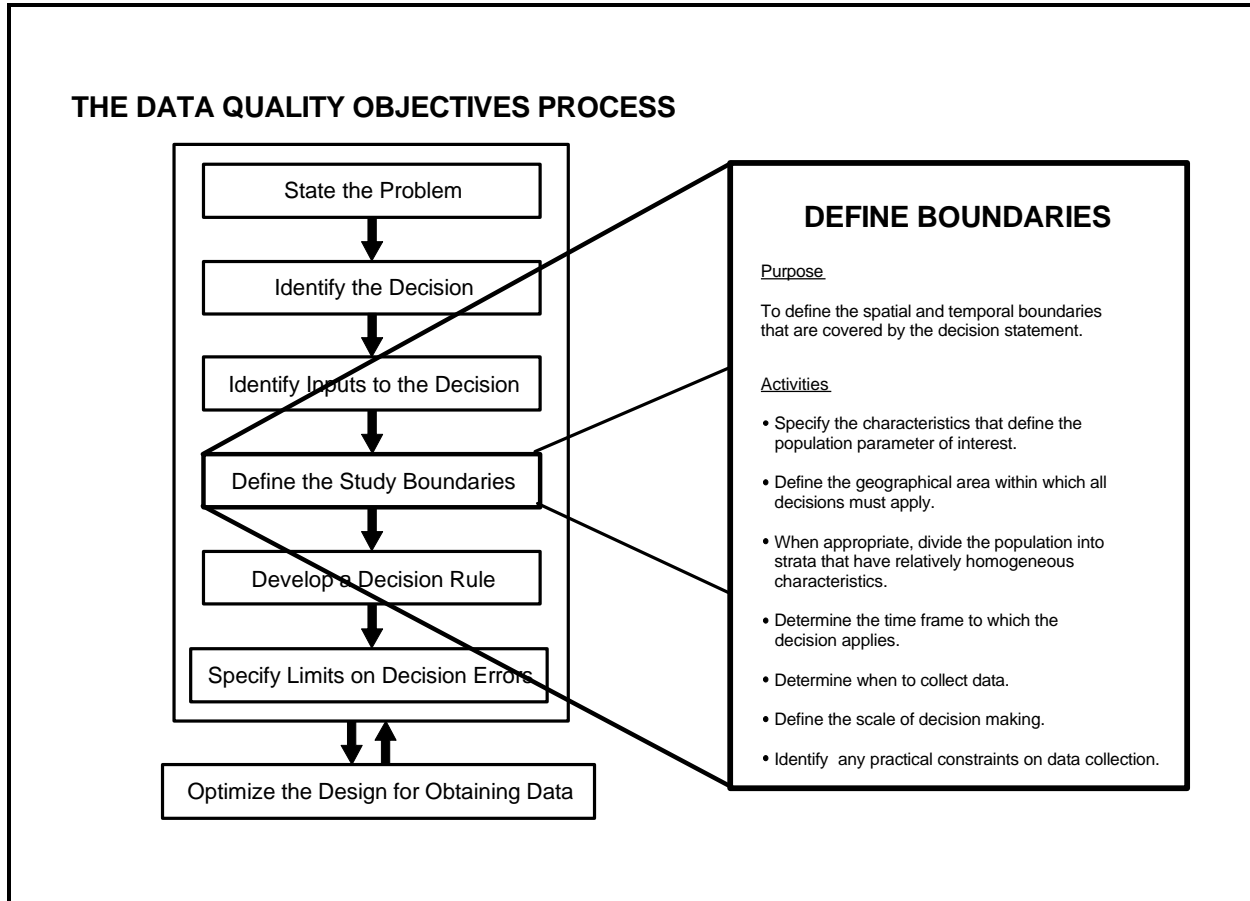 THE DATA QUALITY OBJECTIVES PROCESS
State the Problem
Identify the Decision
Identify Inputs to the Decision
Define the Study Boundaries
Develop a Decision Rule
Specify Limits on Decision Errors
Optimize the Design for Obtaining Data
DEFINE BOUNDARIES
Purpose
To define the spatial and temporal boundaries
that are covered by the decision statement.
Activities
• Specify the characteristics that define the
population parameter of interest.
• Define the geographical area within which all
decisions must apply.
• When appropriate, divide the population into
strata that have relatively homogeneous
characteristics.
• Determine the time frame to which the
decision applies.
• Determine when to collect data.
• Define the scale of decision making.
• Identify any practical constraints on data collection.